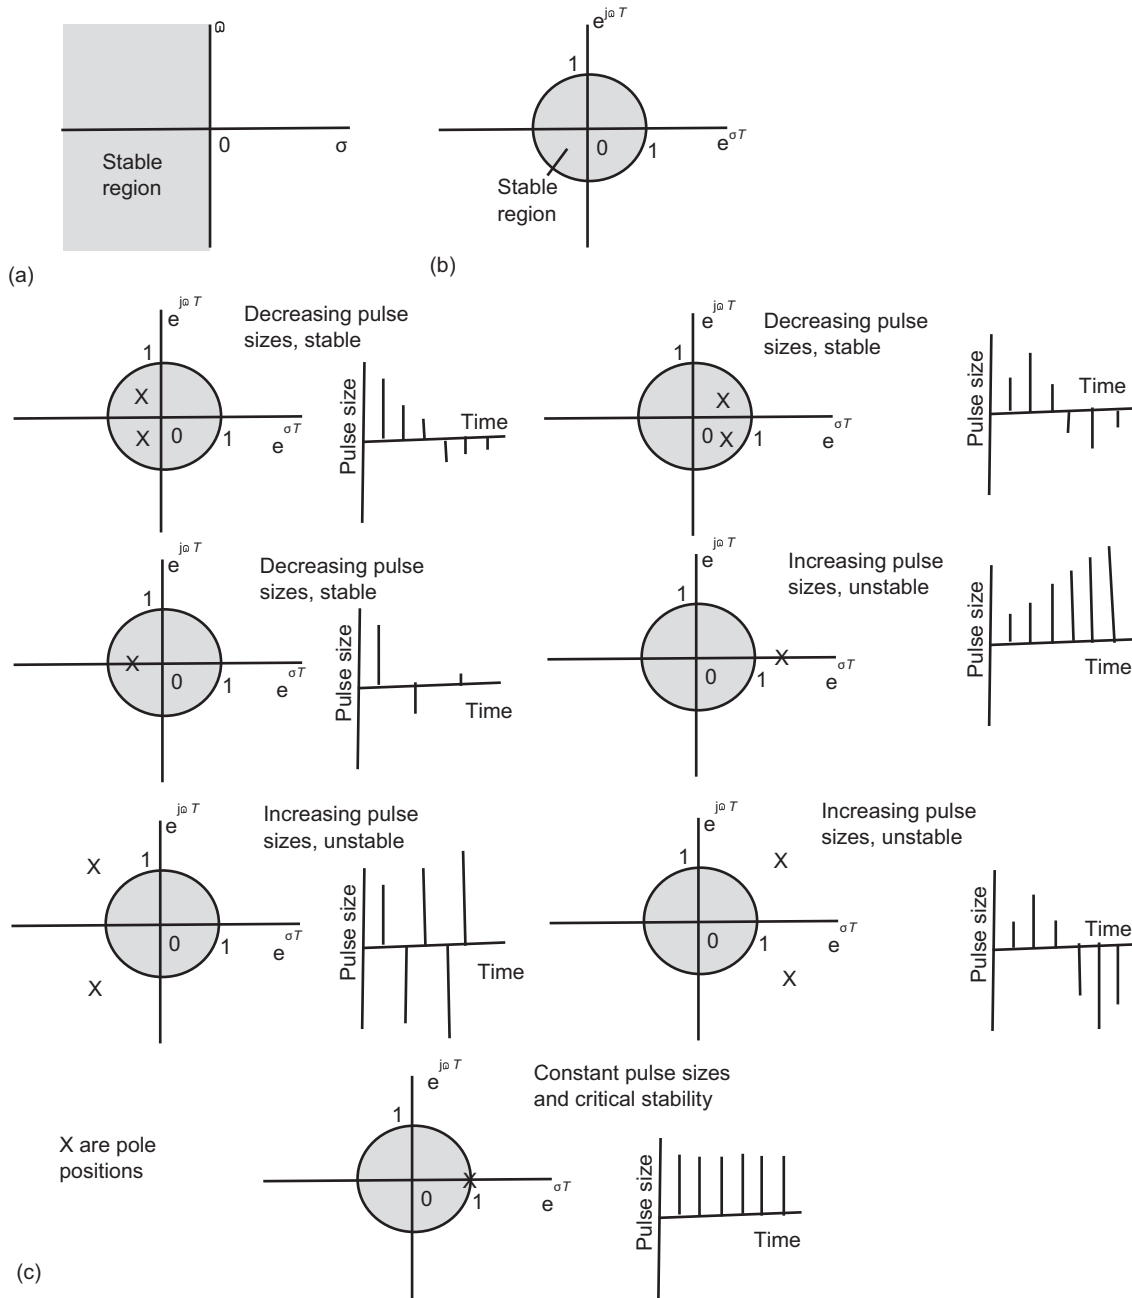 ω
0
σ
Stable
region
(a)
e^jωT
1
0
1
e^σT
Stable
region
(b)
e^jωT
1
X
X
0
1
e^σT
Decreasing pulse
sizes, stable
Pulse size
Time
e^jωT
1
X
0
X
1
e^σT
Decreasing pulse
sizes, stable
Pulse size
Time
e^jωT
1
X
0
1
e^σT
Decreasing pulse
sizes, stable
Pulse size
Time
e^jωT
1
X
0
1
e^σT
Increasing pulse
sizes, unstable
Pulse size
Time
e^jωT
1
X
X
0
1
e^σT
Increasing pulse
sizes, unstable
Pulse size
Time
e^jωT
1
X
X
0
1
e^σT
Increasing pulse
sizes, unstable
Pulse size
Time
X are pole
positions
e^jωT
1
X
0
1
e^σT
Constant pulse sizes
and critical stability
Pulse size
Time
(c)